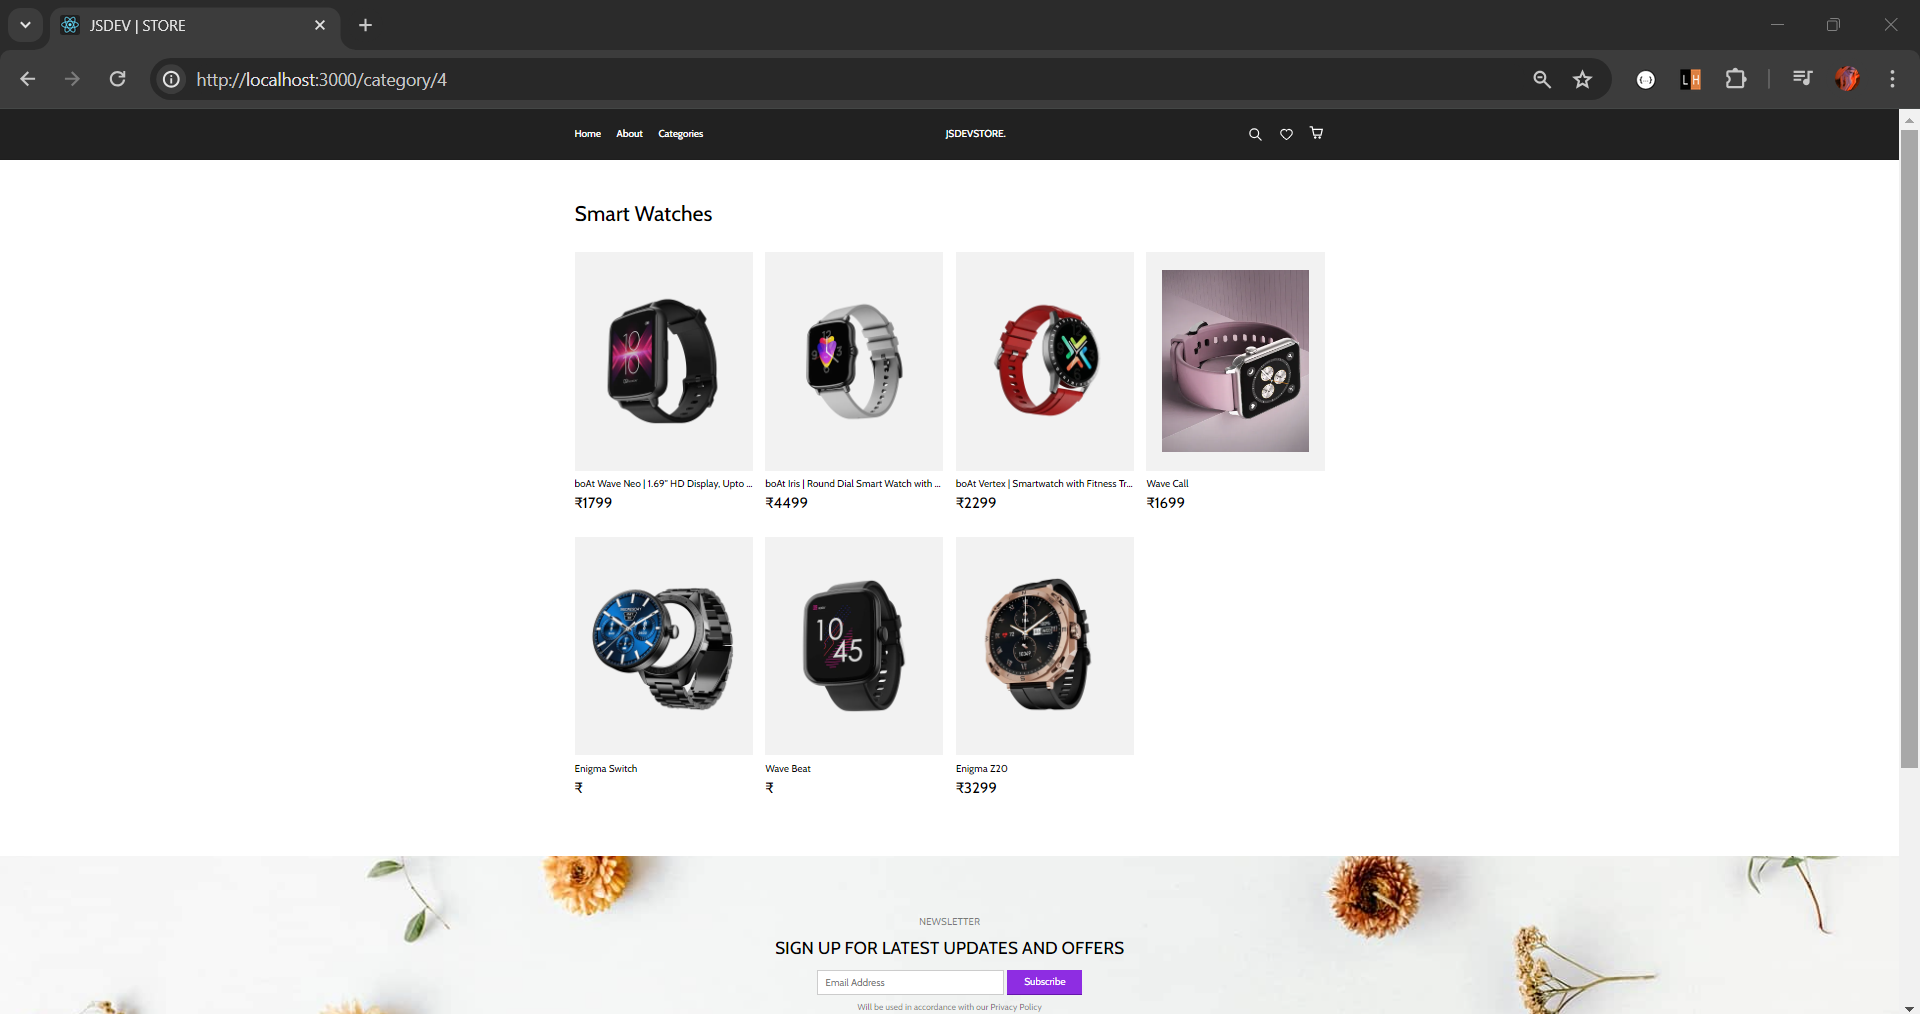 JSDEV | STORE
http://localhost:3000/category/4
Home About Categories JSDEVSTORE.
Smart Watches
boAt Wave Neo | 1.69" HD Display, Upto ...
₹1799
boAt Iris | Round Dial Smart Watch with ...
₹4499
boAt Vertex | Smartwatch with Fitness Tr...
₹2299
Wave Call
₹1699
10
45
Enigma Switch
₹
Wave Beat
₹
Enigma Z20
₹3299
NEWSLETTER
SIGN UP FOR LATEST UPDATES AND OFFERS
Email Address Subscribe
Will be used in accordance with our Privacy Policy